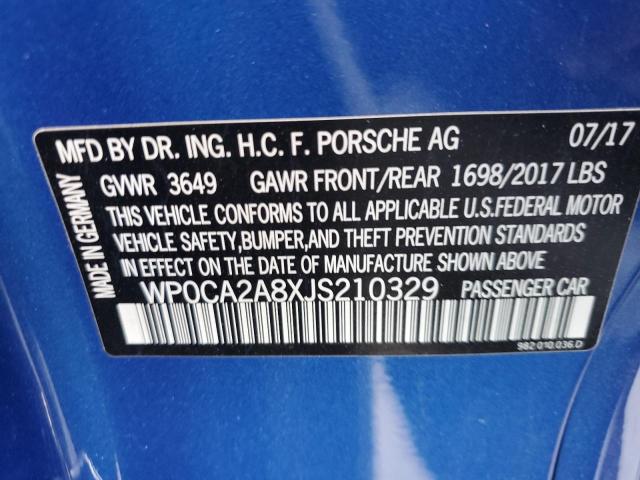 MFD BY DR. ING. H.C. F. PORSCHE AG 07/17
GVWR 3649 GAWR FRONT/REAR 1698/2017 LBS
THIS VEHICLE CONFORMS TO ALL APPLICABLE U.S.FEDERAL MOTOR
VEHICLE SAFETY,BUMPER,AND THEFT PREVENTION STANDARDS
IN EFFECT ON DATE OF MANUFACTURE SHOWN ABOVE
WP0CA2A8XJS210329 PASSENGER CAR
982.010.036.D
MADE IN GERMANY